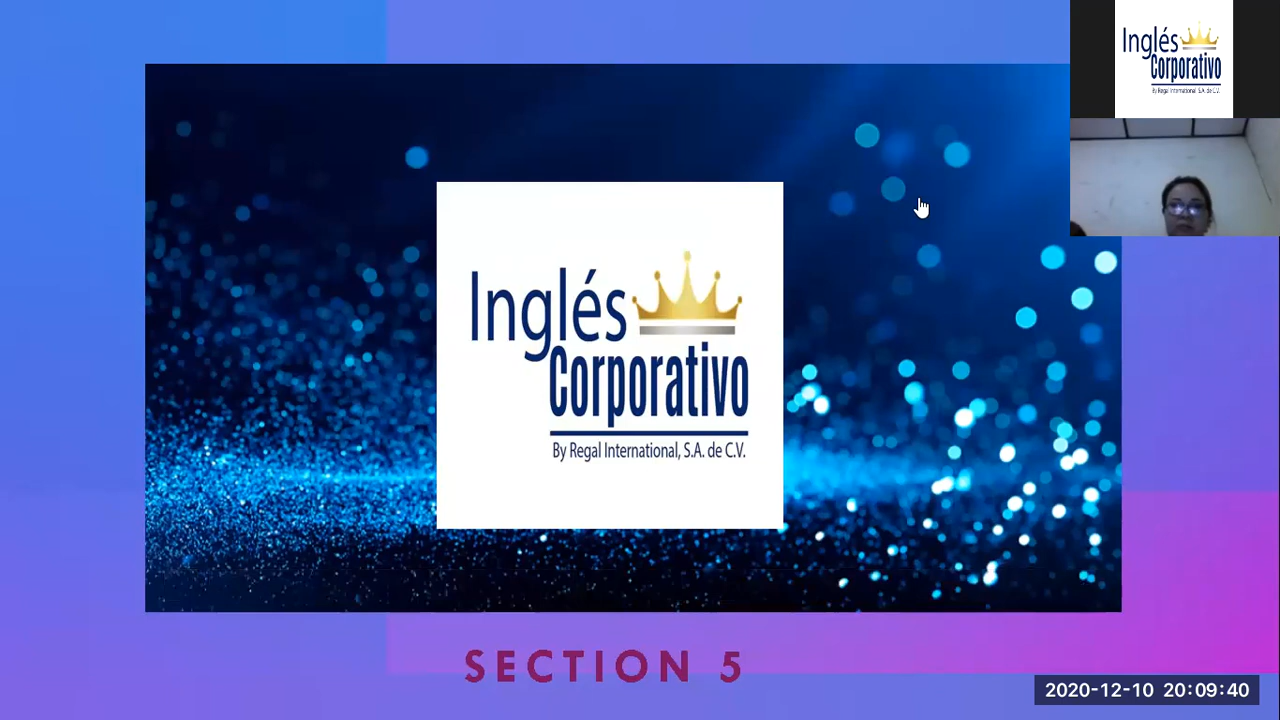 Inglés
Corporativo
By Regal International, S.A. de C.V.
SECTION 5
Inglés
Corporativo
By Regal International, S.A. de C.V.
2020-12-10 20:09:40